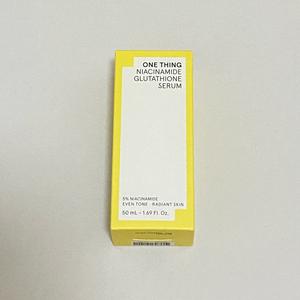 ONE THING
NIACINAMIDE
GLUTATHIONE
SERUM
5% NIACINAMIDE
EVEN TONE · RADIANT SKIN
50 mL - 1.69 Fl. Oz.